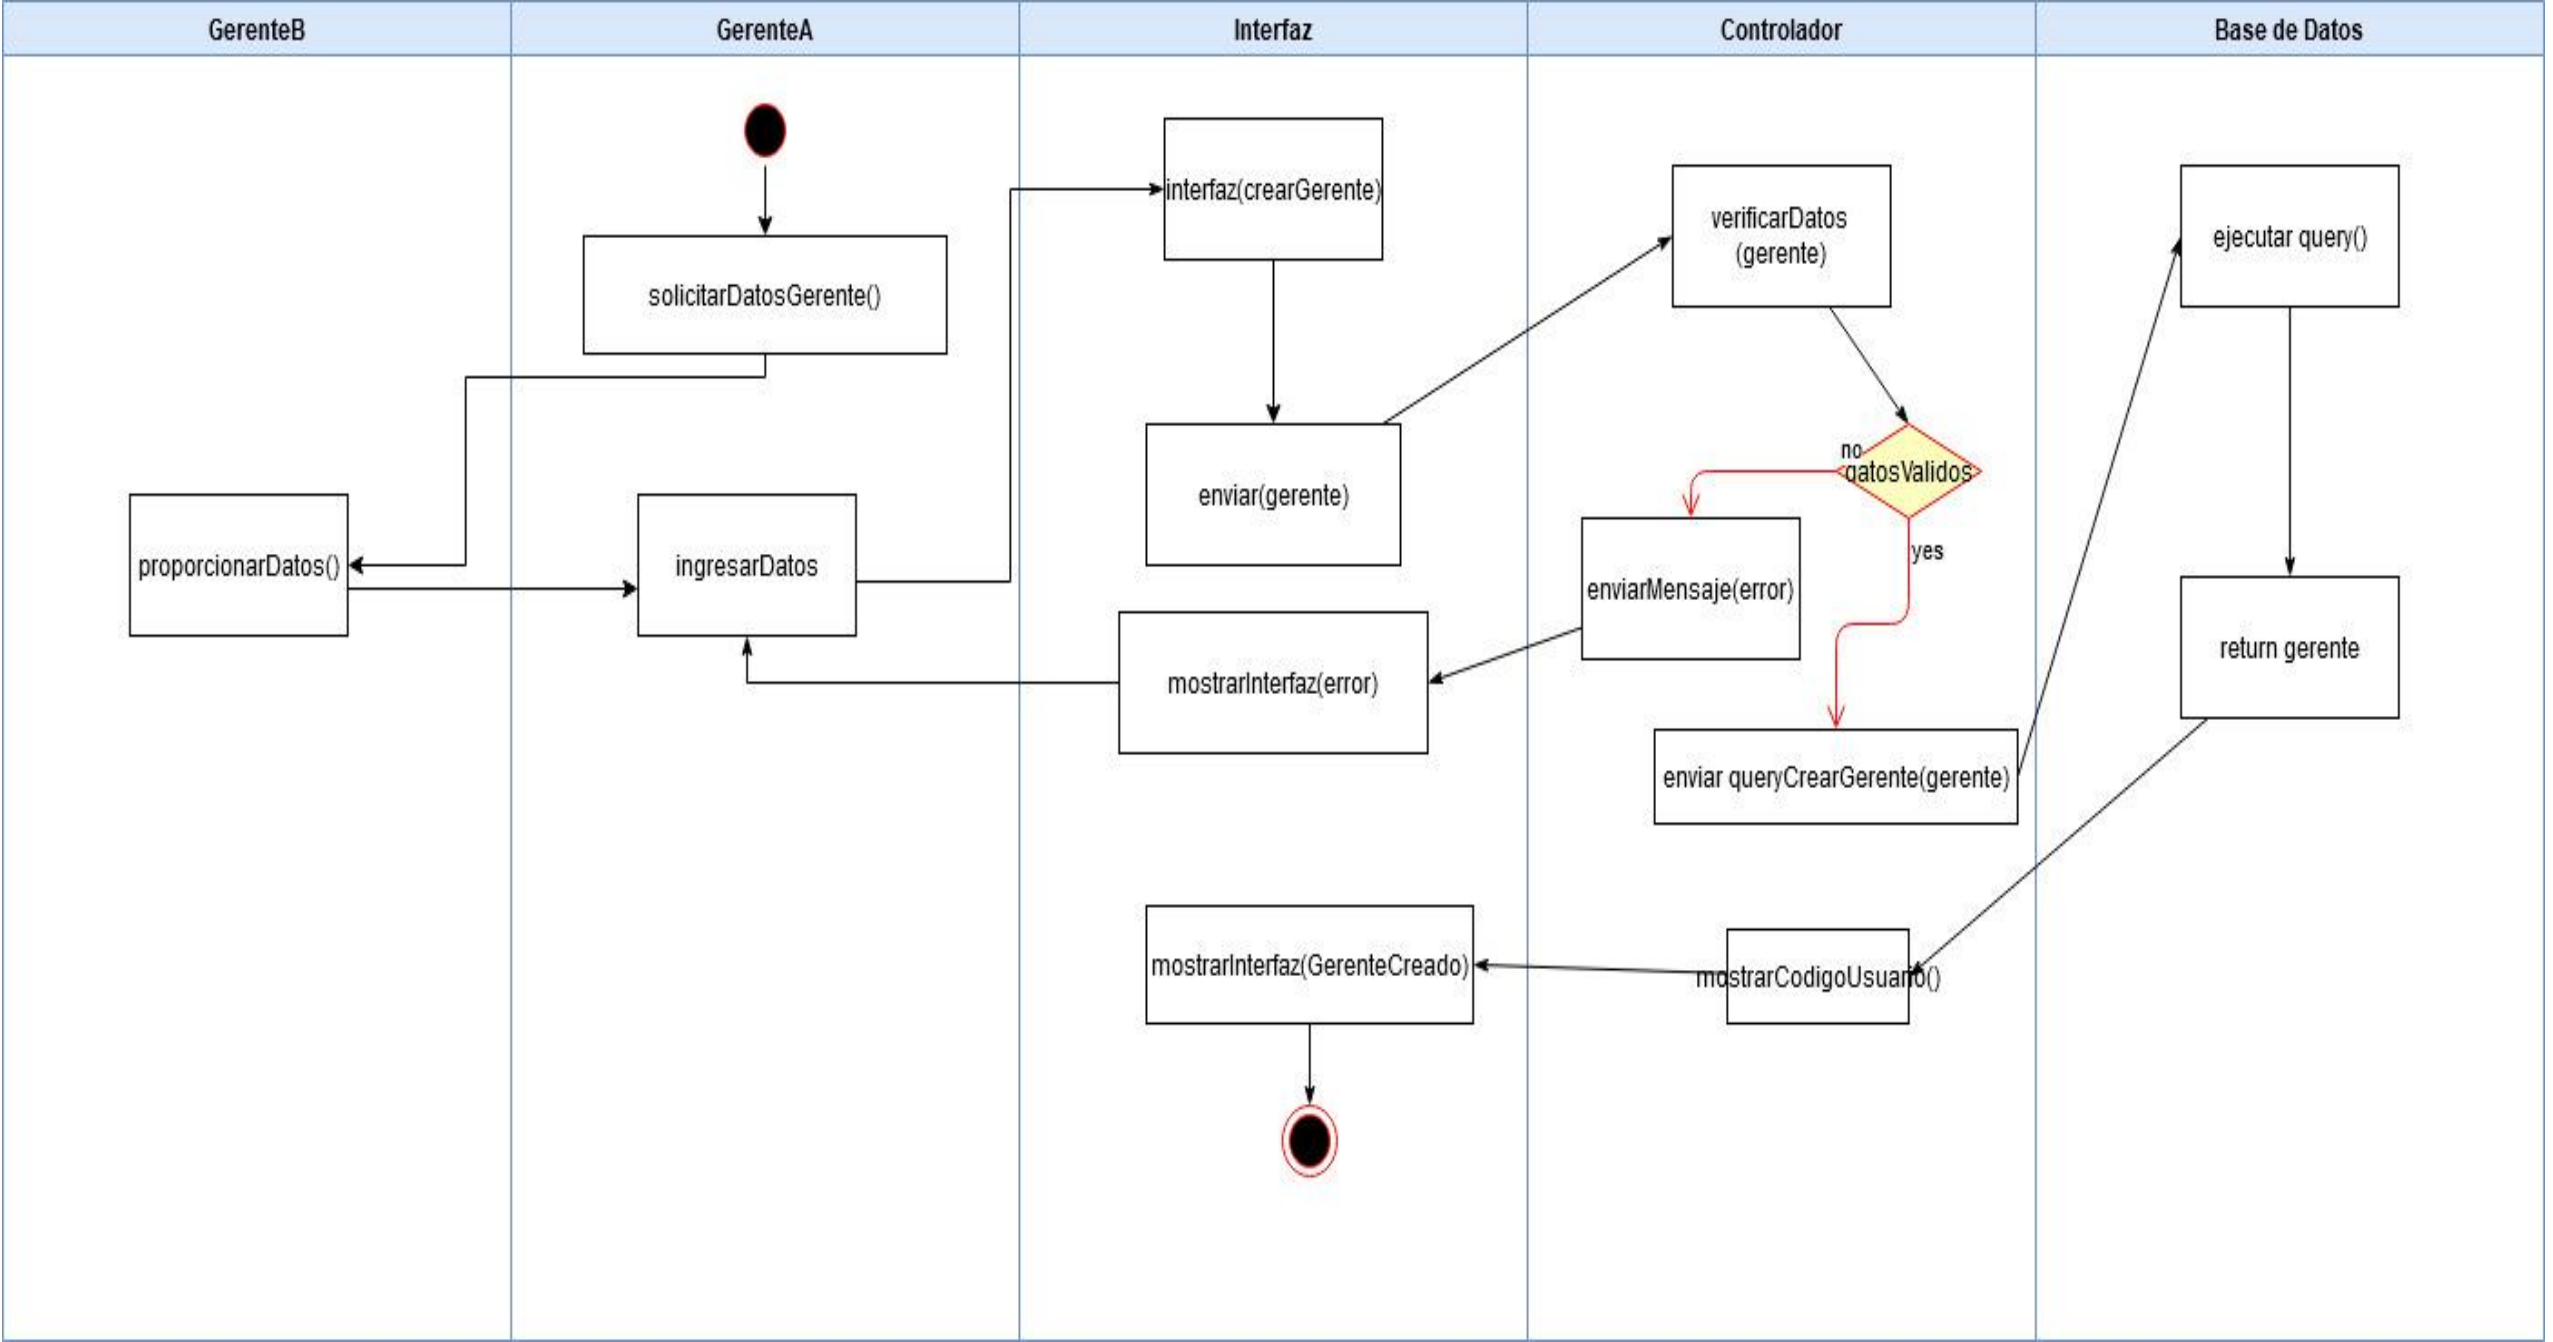 GerenteB
GerenteA
Interfaz
Controlador
Base de Datos
solicitarDatosGerente()
proporcionarDatos()
ingresarDatos
interfaz(crearGerente)
enviar(gerente)
verificarDatos
(gerente)
no
datosValidos
yes
enviarMensaje(error)
mostrarInterfaz(error)
enviar queryCrearGerente(gerente)
ejecutar query()
return gerente
mostrarCodigoUsuario()
mostrarInterfaz(GerenteCreado)